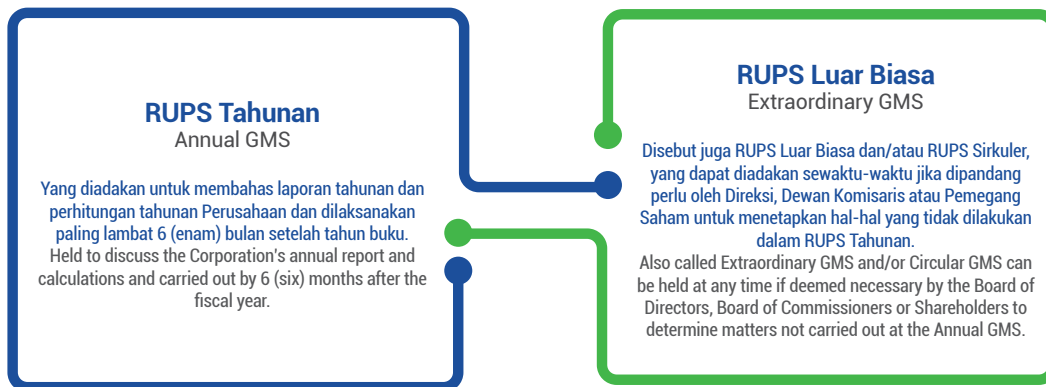 RUPS Tahunan
Annual GMS
Yang diadakan untuk membahas laporan tahunan dan
perhitungan tahunan Perusahaan dan dilaksanakan
paling lambat 6 (enam) bulan setelah tahun buku.
Held to discuss the Corporation's annual report and
calculations and carried out by 6 (six) months after the
fiscal year.
RUPS Luar Biasa
Extraordinary GMS
Disebut juga RUPS Luar Biasa dan/atau RUPS Sirkuler,
yang dapat diadakan sewaktu-waktu jika dipandang
perlu oleh Direksi, Dewan Komisaris atau Pemegang
Saham untuk menetapkan hal-hal yang tidak dilakukan
dalam RUPS Tahunan.
Also called Extraordinary GMS and/or Circular GMS can
be held at any time if deemed necessary by the Board of
Directors, Board of Commissioners or Shareholders to
determine matters not carried out at the Annual GMS.